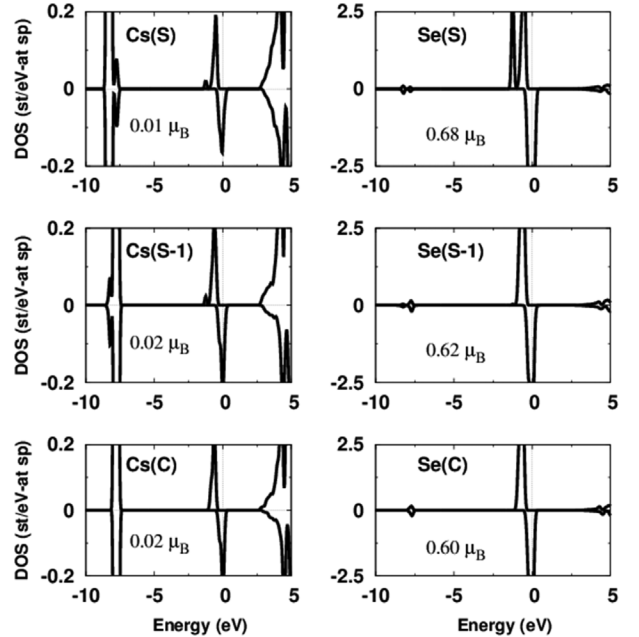 DOS (st/eV-at sp)
0.2
0
-0.2
Cs(S)
0.01 μB
-10 -5 0 5
2.5
0
-2.5
Se(S)
0.68 μB
-10 -5 0 5
DOS (st/eV-at sp)
0.2
0
-0.2
Cs(S-1)
0.02 μB
-10 -5 0 5
2.5
0
-2.5
Se(S-1)
0.62 μB
-10 -5 0 5
DOS (st/eV-at sp)
0.2
0
-0.2
Cs(C)
0.02 μB
-10 -5 0 5
Energy (eV)
2.5
0
-2.5
Se(C)
0.60 μB
-10 -5 0 5
Energy (eV)